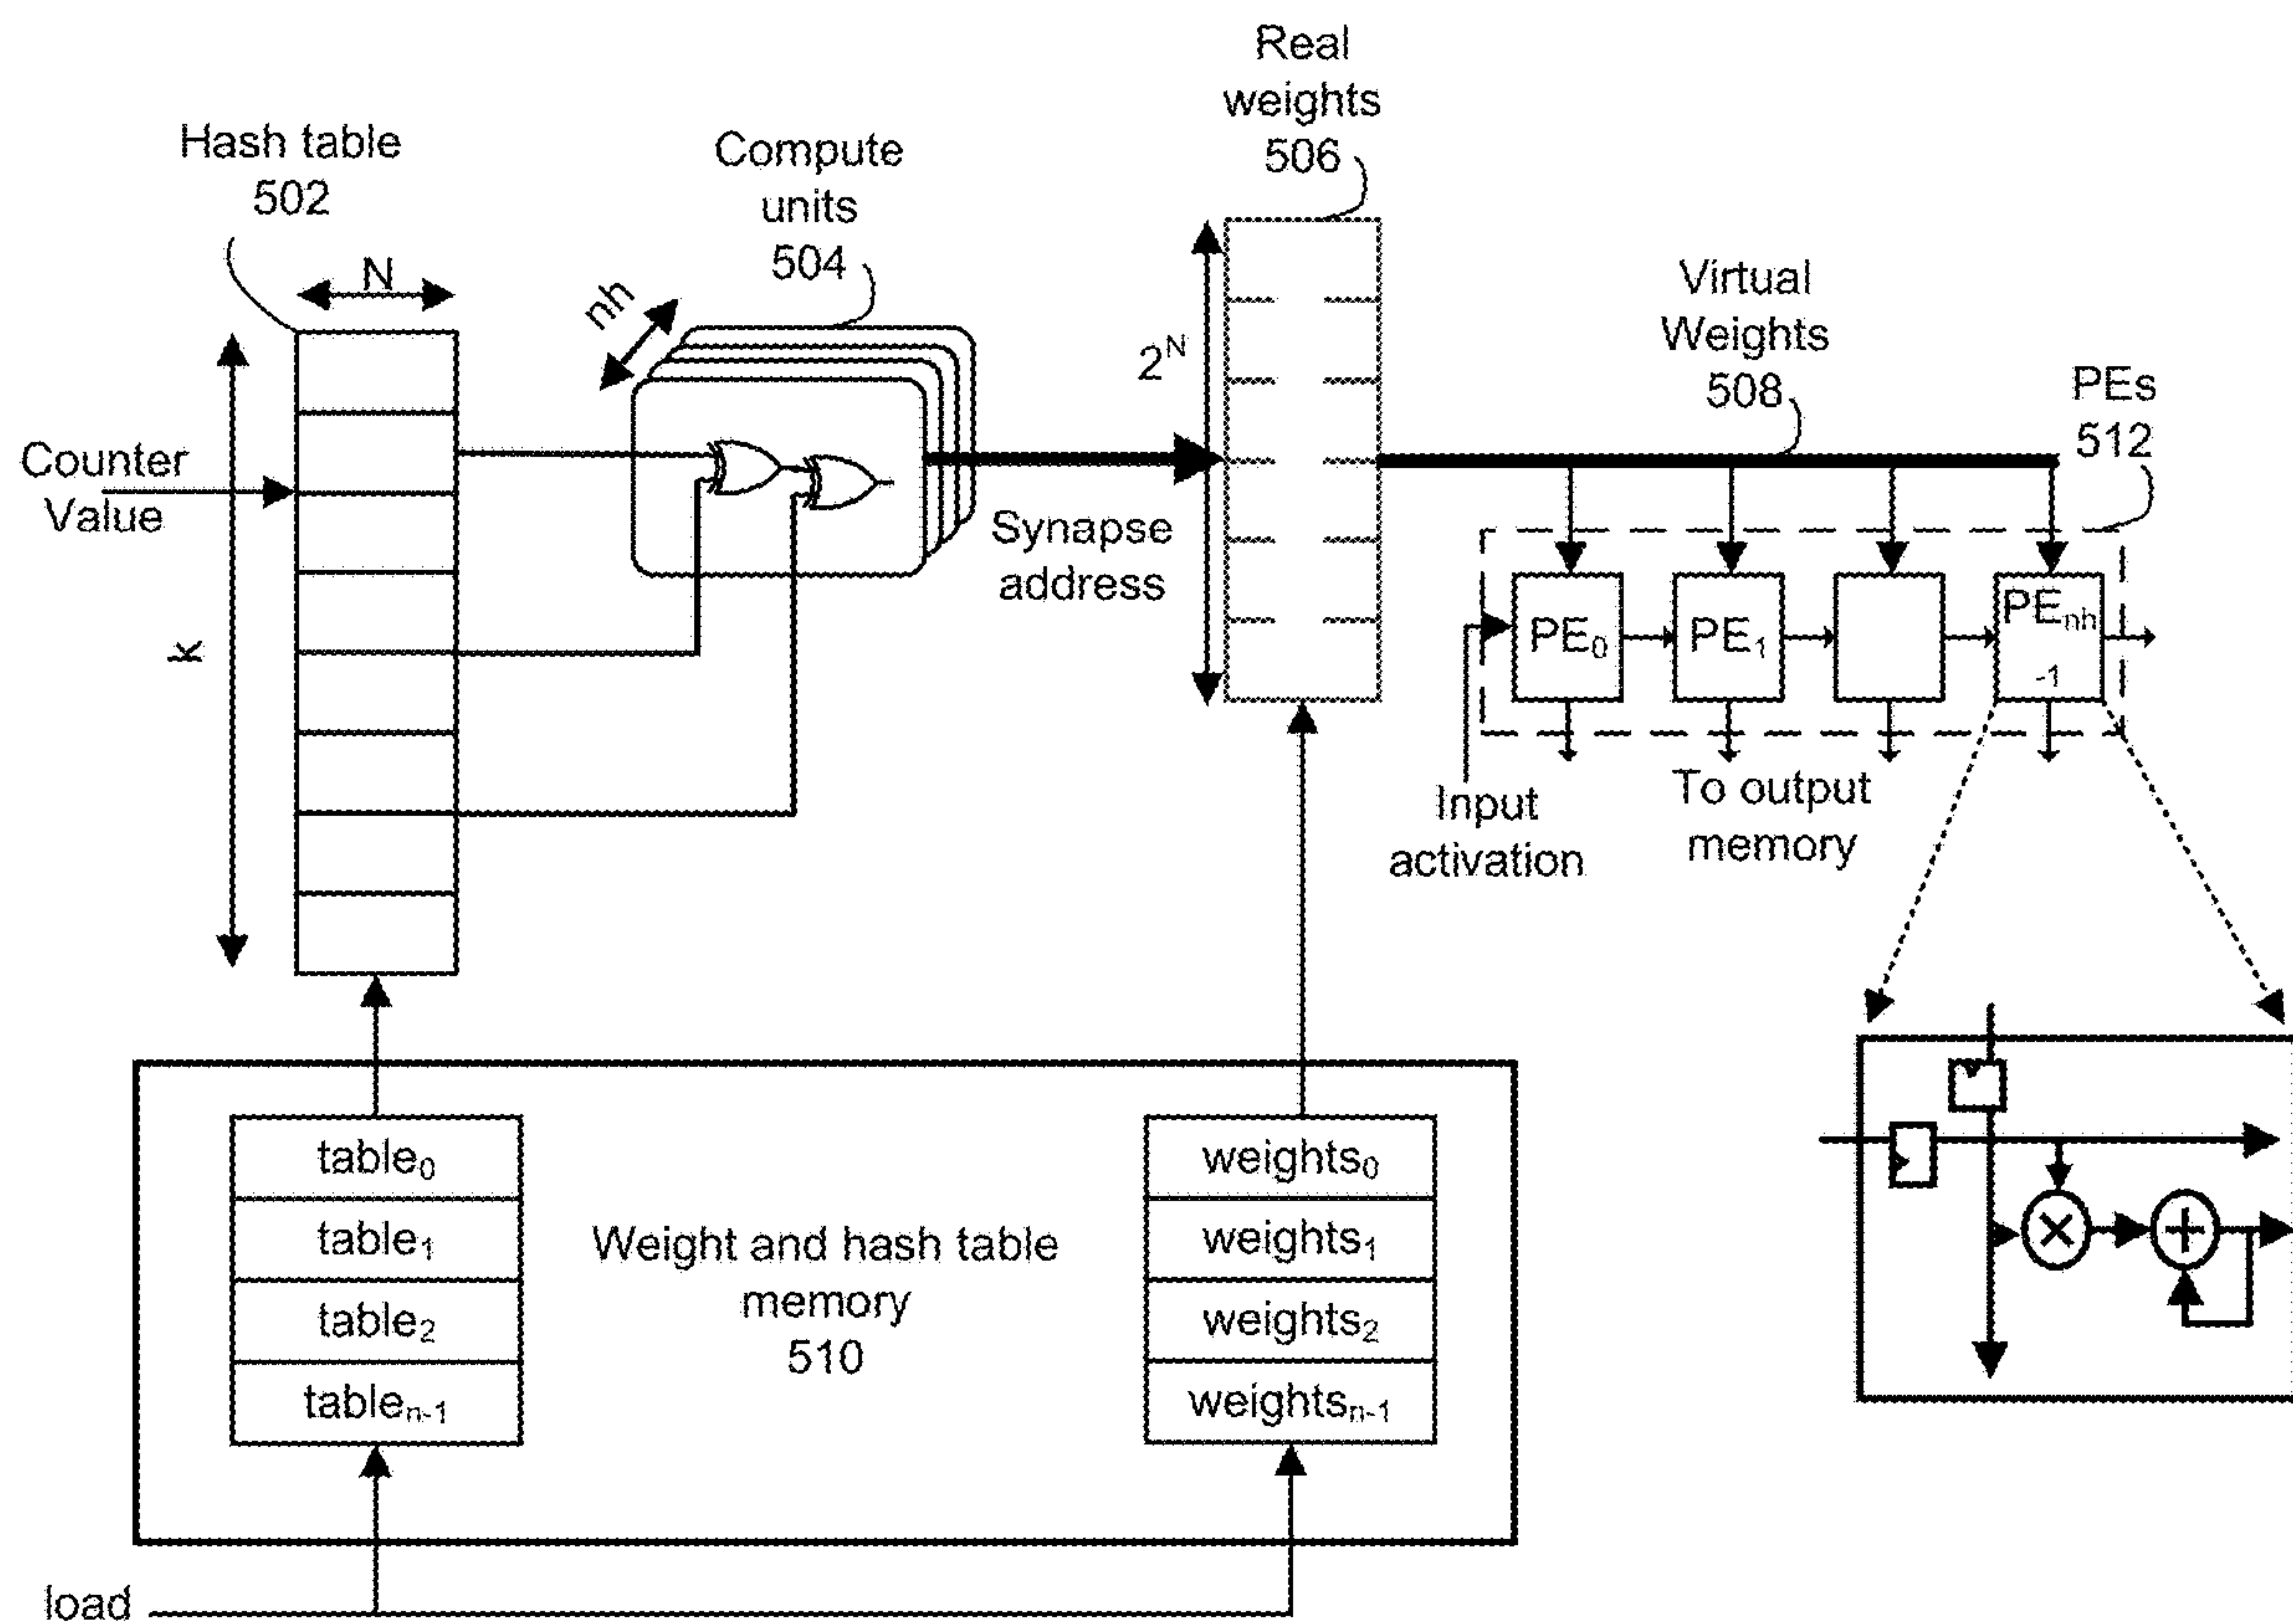 Real
weights
506
Hash table
502
Compute
units
504
N
nh
2^N
Virtual
Weights
508
PEs
512
Counter
Value
k
Synapse
address
PE₀
PE₁
PEₙₕ
-1
Input
activation
To output
memory
table₀
table₁
table₂
tableₙ₋₁
Weight and hash table
memory
510
weights₀
weights₁
weights₂
weightsₙ₋₁
load